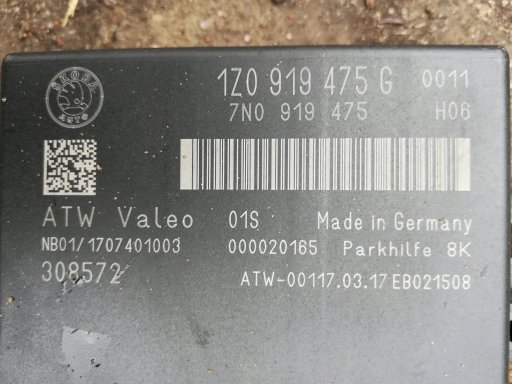 ŠKODA
AUTO
1Z0 919 475 G 0011
7N0 919 475 H06
ATW Valeo 01S Made in Germany
NB01/1707401003 000020165 Parkhilfe 8K
308572 ATW-00117.03.17 EB021508